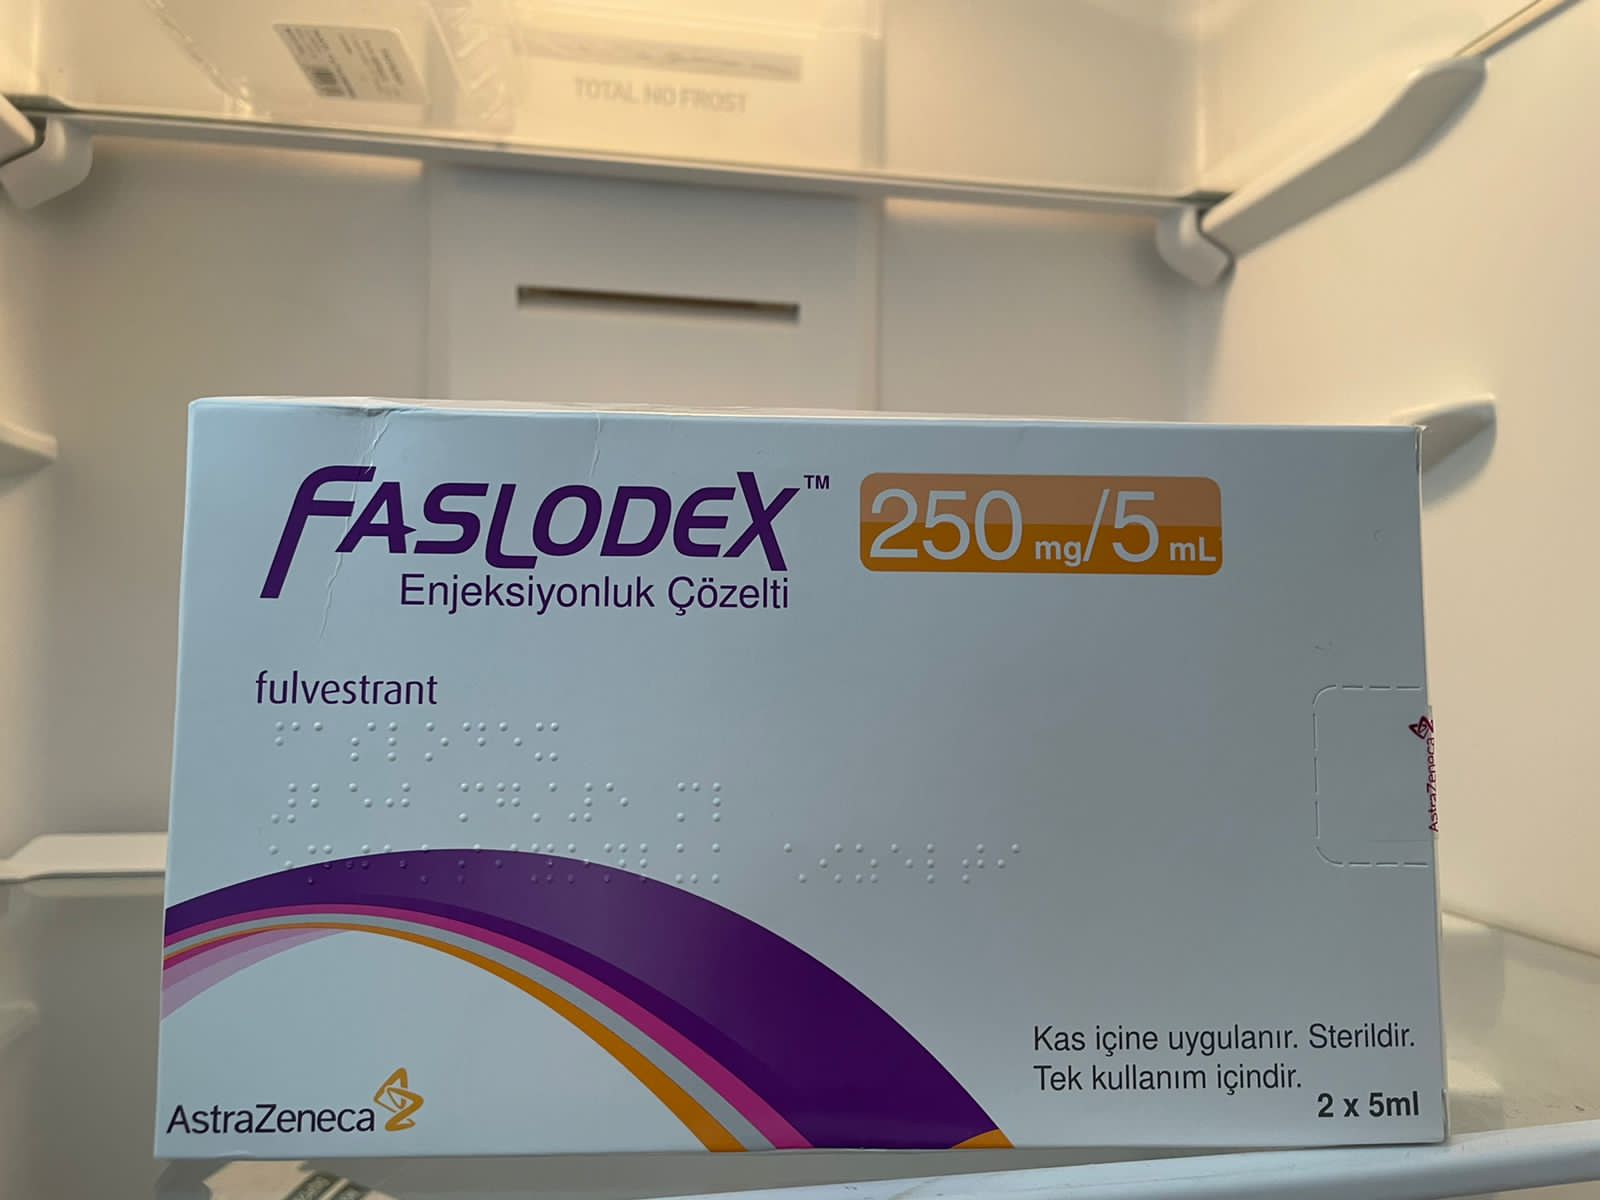 TOTAL NO FROST
FASLODEX™ 250 mg/5 mL
Enjeksiyonluk Çözelti
fulvestrant
AstraZeneca
Kas içine uygulanır. Sterildir.
Tek kullanım içindir.
2 x 5ml
AstraZeneca